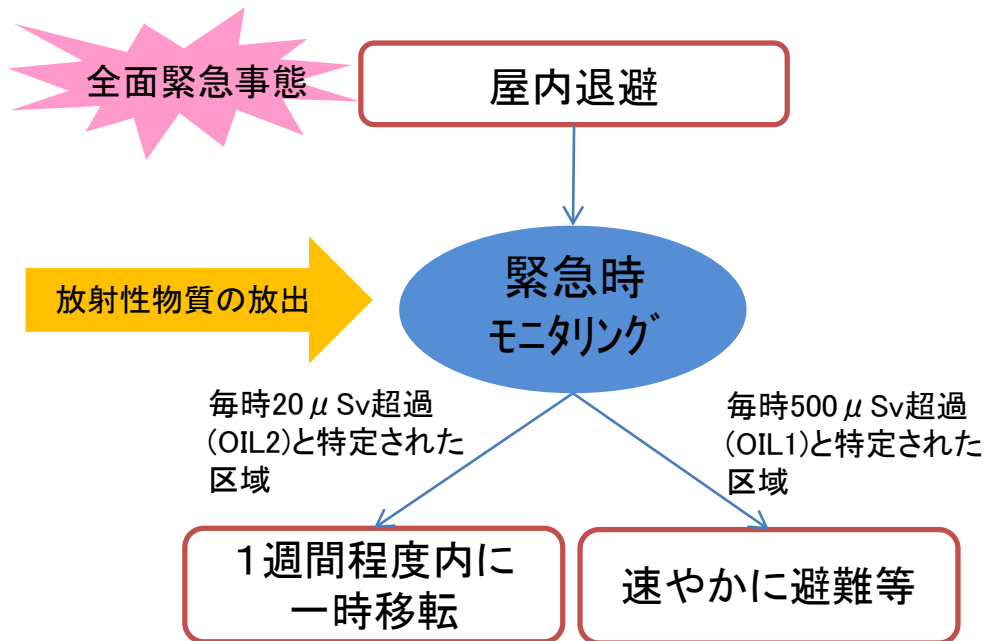 全面緊急事態
屋内退避
放射性物質の放出
緊急時
ﾓﾆﾀﾘﾝｸﾞ
毎時20μSv超過
(OIL2)と特定された
区域
毎時500μSv超過
(OIL1)と特定された
区域
１週間程度内に
一時移転
速やかに避難等